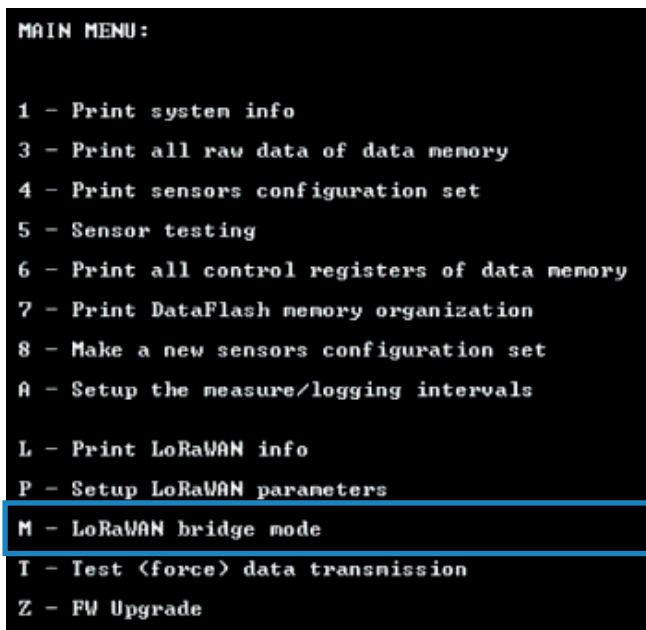 MAIN MENU:
1 - Print system info
3 - Print all raw data of data memory
4 - Print sensors configuration set
5 - Sensor testing
6 - Print all control registers of data memory
7 - Print DataFlash memory organization
8 - Make a new sensors configuration set
A - Setup the measure/logging intervals
L - Print LoRaWAN info
P - Setup LoRaWAN parameters
M - LoRaWAN bridge mode
T - Test (force) data transmission
Z - FW Upgrade